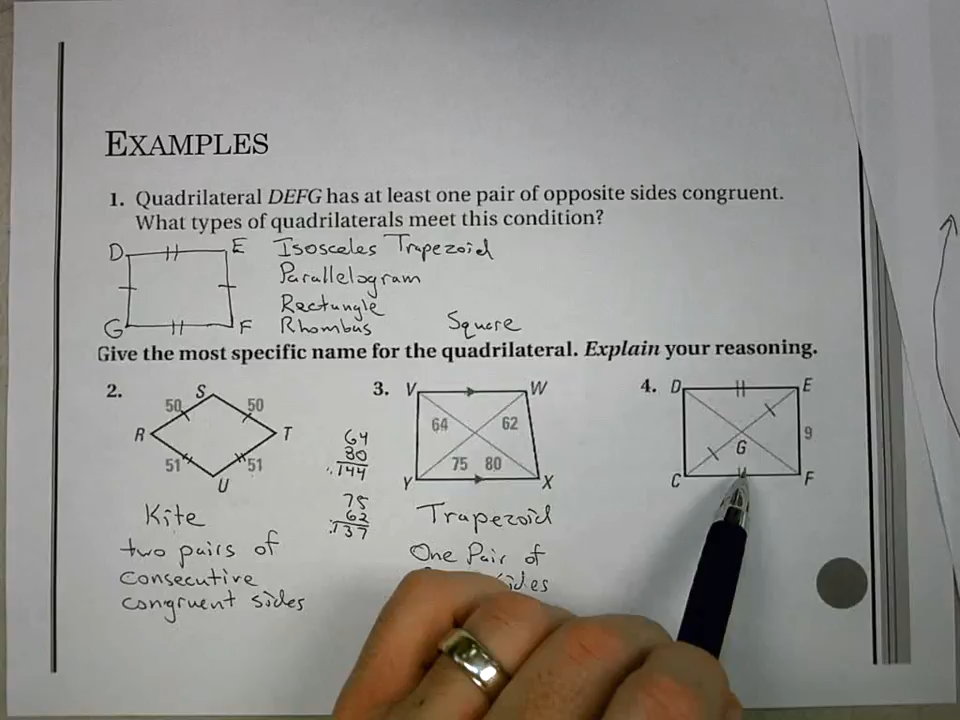 EXAMPLES
1. Quadrilateral DEFG has at least one pair of opposite sides congruent.
What types of quadrilaterals meet this condition?
D E Isosceles Trapezoid
Parallelogram
Rectangle
G F Rhombus Square
Give the most specific name for the quadrilateral. Explain your reasoning.
2.
S
50 50
R T
51 51
U
Kite
two pairs of
consecutive
congruent sides
3. V W
64 62
75 80
Y X
64
80
144
75
62
137
Trapezoid
One Pair of
4. D E
9
G
C F